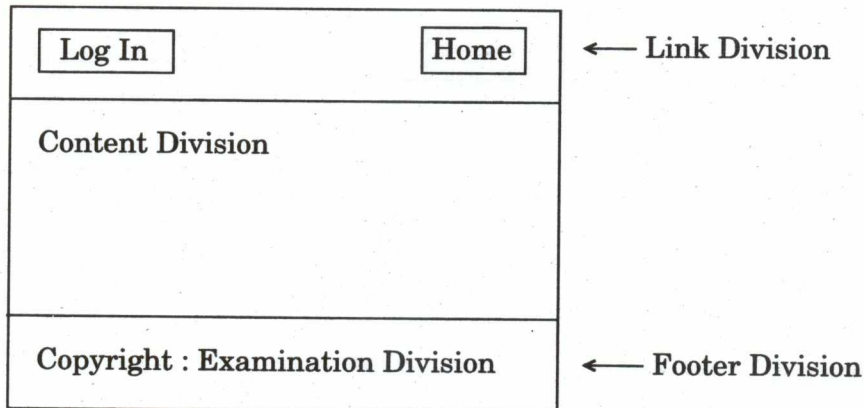 Log In Home ← Link Division
Content Division
Copyright : Examination Division ← Footer Division